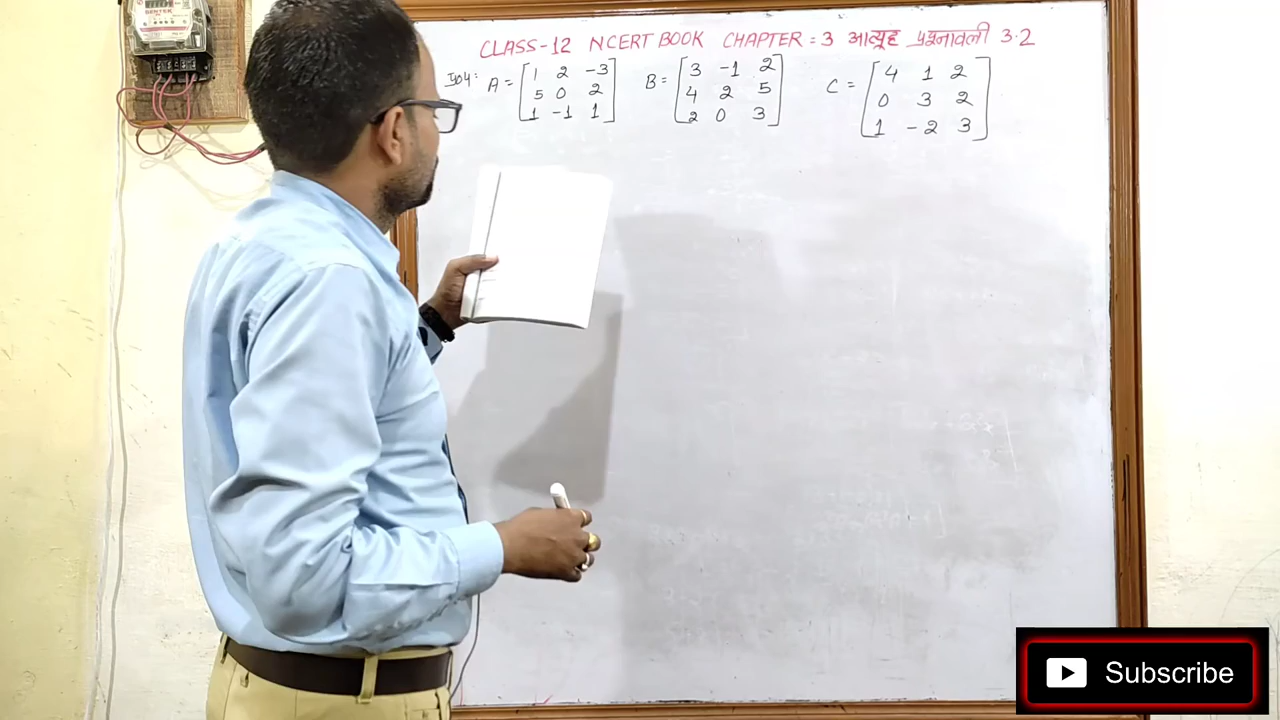 CLASS-12 NCERT BOOK CHAPTER = 3 आव्यूह प्रश्नावली 3.2
A = [1 2 -3 B = [3 -1 2 C = [4 1 2
5 0 2 4 2 5 0 3 2
1 -1 1] 2 0 3] 1 -2 3]
Subscribe